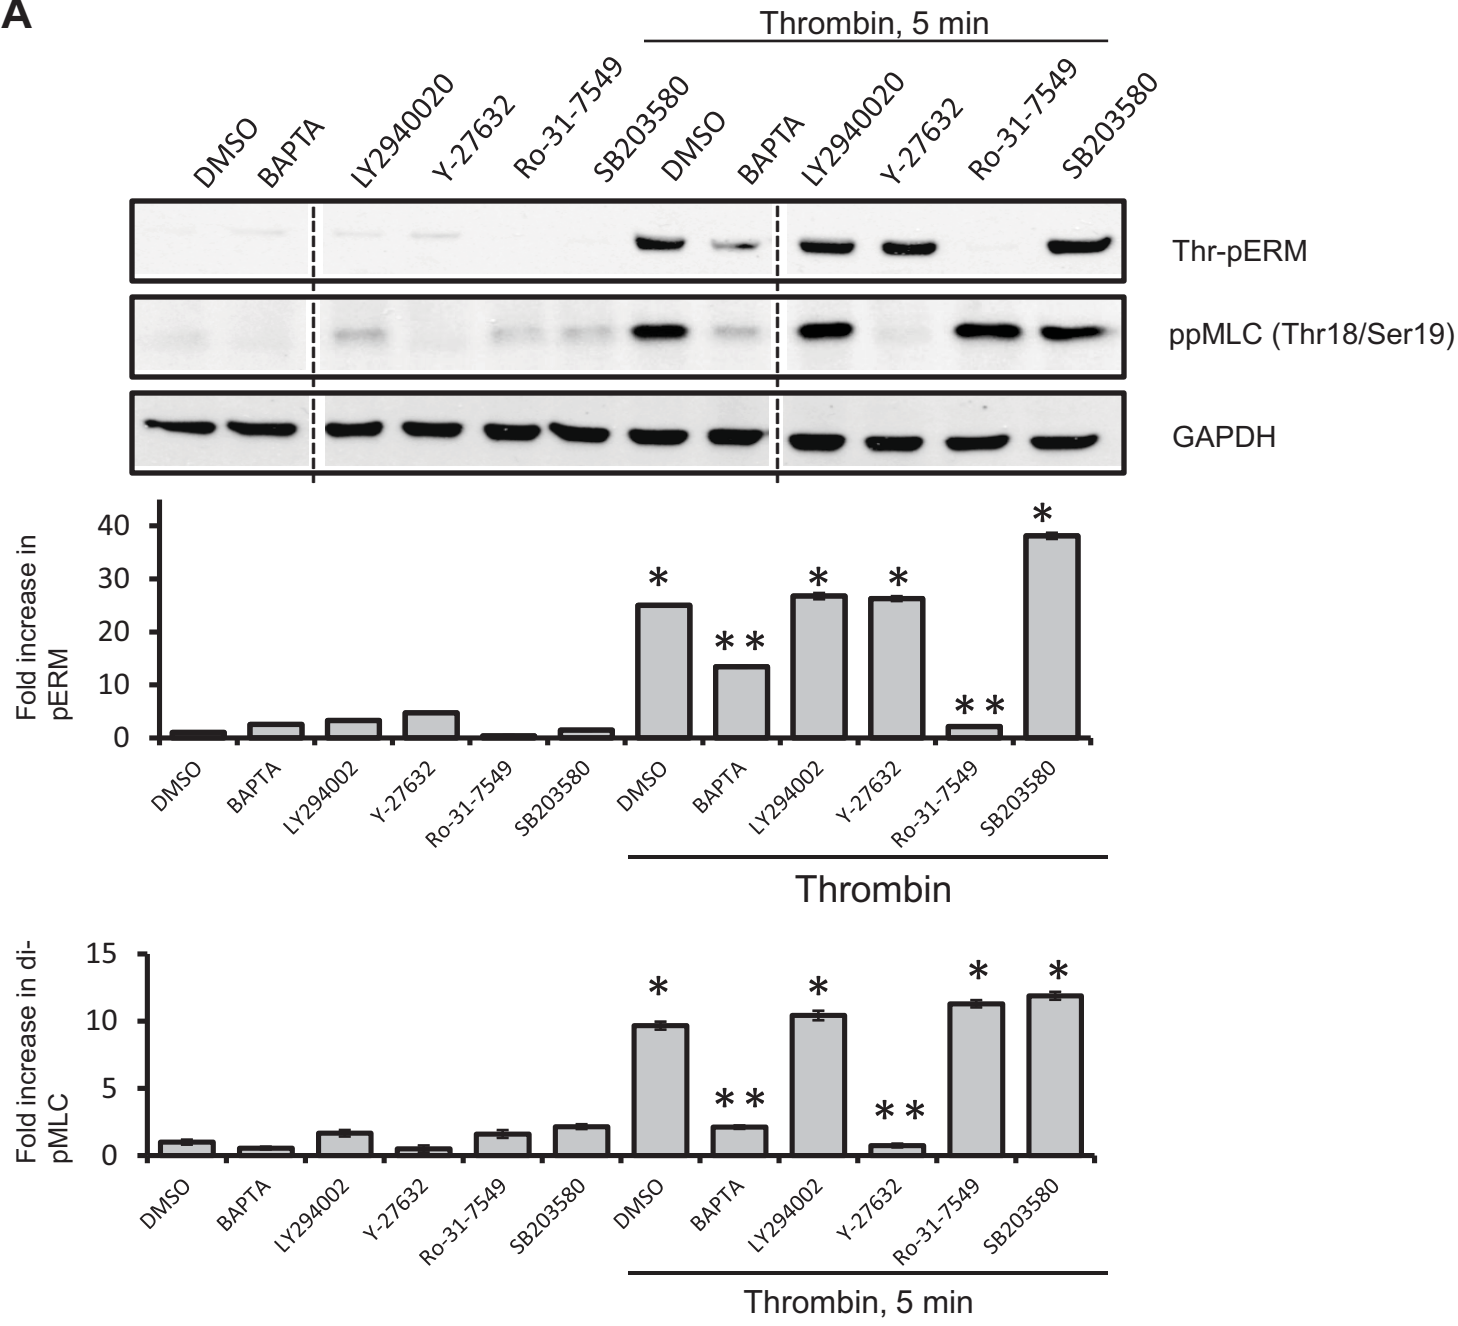 A
Thrombin, 5 min
DMSO
BAPTA
LY2940020
Y-27632
Ro-31-7549
SB203580
DMSO
BAPTA
LY2940020
Y-27632
Ro-31-7549
SB203580
Thr-pERM
ppMLC (Thr18/Ser19)
GAPDH
Fold increase in
pERM
40
30
20
10
0
*
* *
*
*
* *
*
DMSO
BAPTA
LY294002
Y-27632
Ro-31-7549
SB203580
DMSO
BAPTA
LY294002
Y-27632
Ro-31-7549
SB203580
Thrombin
Fold increase in di-
pMLC
15
10
5
0
*
* *
*
* *
*
*
DMSO
BAPTA
LY294002
Y-27632
Ro-31-7549
SB203580
DMSO
BAPTA
LY294002
Y-27632
Ro-31-7549
SB203580
Thrombin, 5 min